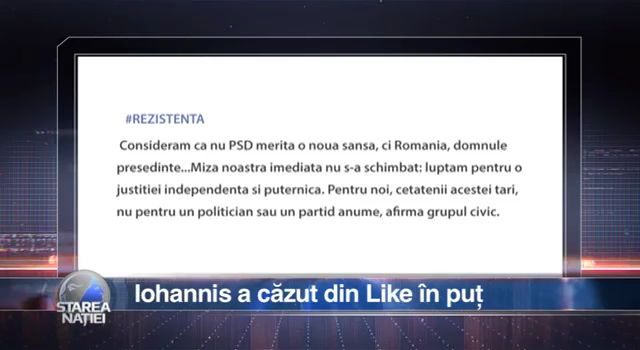 #REZISTENTA
Consideram ca nu PSD merita o noua sansa, ci Romania, domnule
presedinte...Miza noastra imediata nu s-a schimbat: luptam pentru o
justitiei independenta si puternica. Pentru noi, cetatenii acestei tari,
nu pentru un politician sau un partid anume, afirma grupul civic.
Iohannis a căzut din Like în puț
STAREA
NAȚIEI